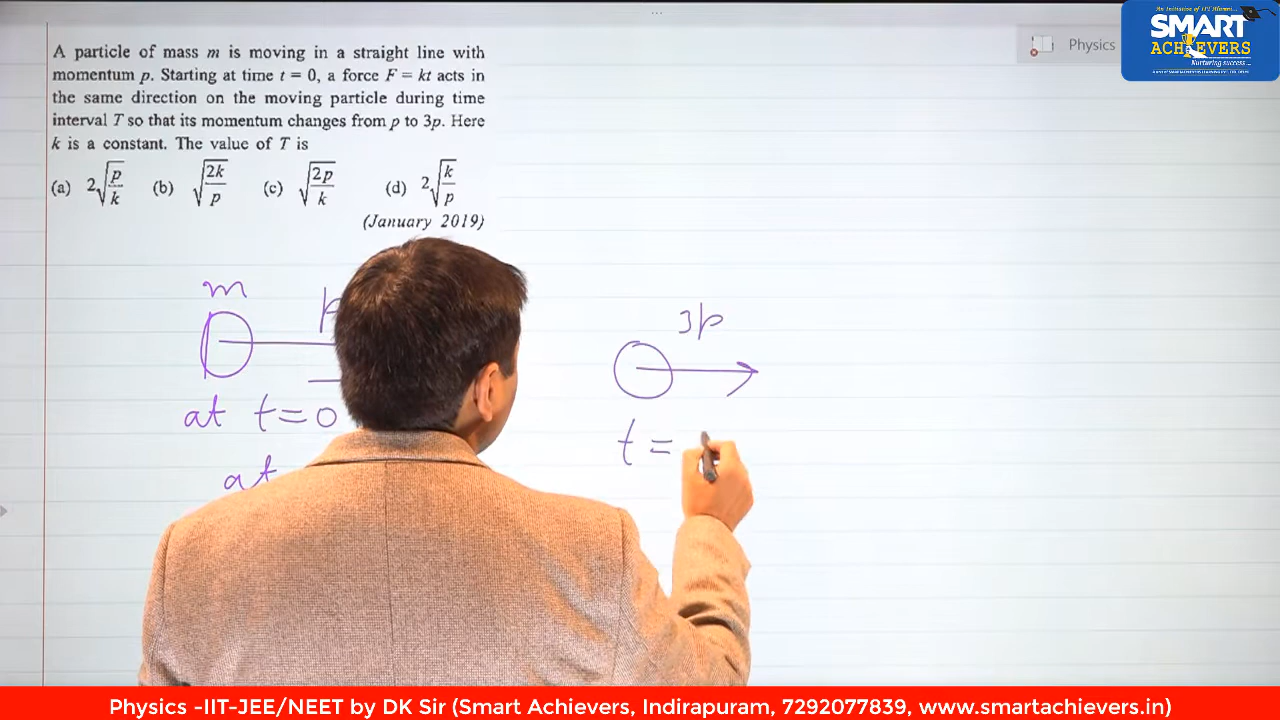 A particle of mass m is moving in a straight line with
momentum p. Starting at time t = 0, a force F = kt acts in
the same direction on the moving particle during time
interval T so that its momentum changes from p to 3p. Here
k is a constant. The value of T is
(a) 2√(p/k) (b) √(2k/p) (c) √(2p/k) (d) 2√(k/p)
(January 2019)
m
p
at t=0
at
3p
t =
Physics
An Initiative of IIT Alumni...
SMART
ACHIEVERS
Nurturing success ...
Physics -IIT-JEE/NEET by DK Sir (Smart Achievers, Indirapuram, 7292077839, www.smartachievers.in)